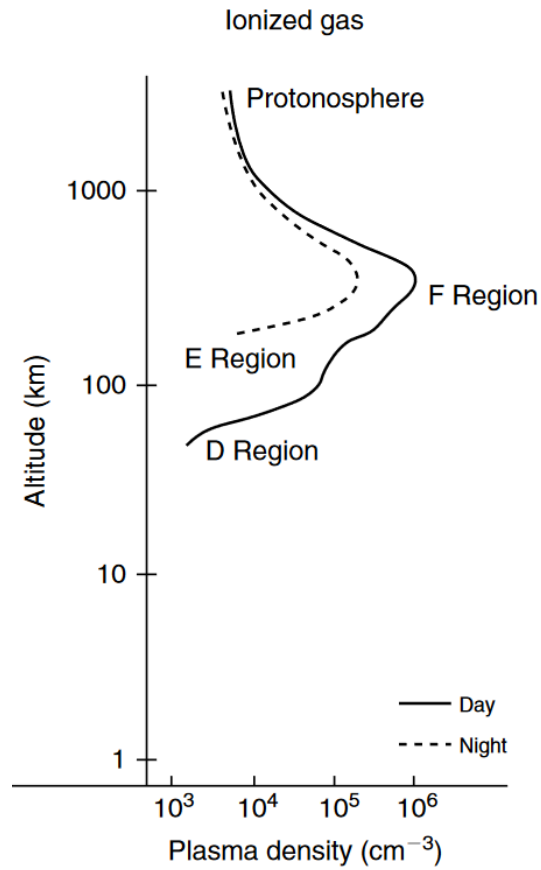 Ionized gas
Protonosphere
1000
F Region
E Region
100
D Region
Altitude (km)
10
Day
Night
1
10³ 10⁴ 10⁵ 10⁶
Plasma density (cm⁻³)